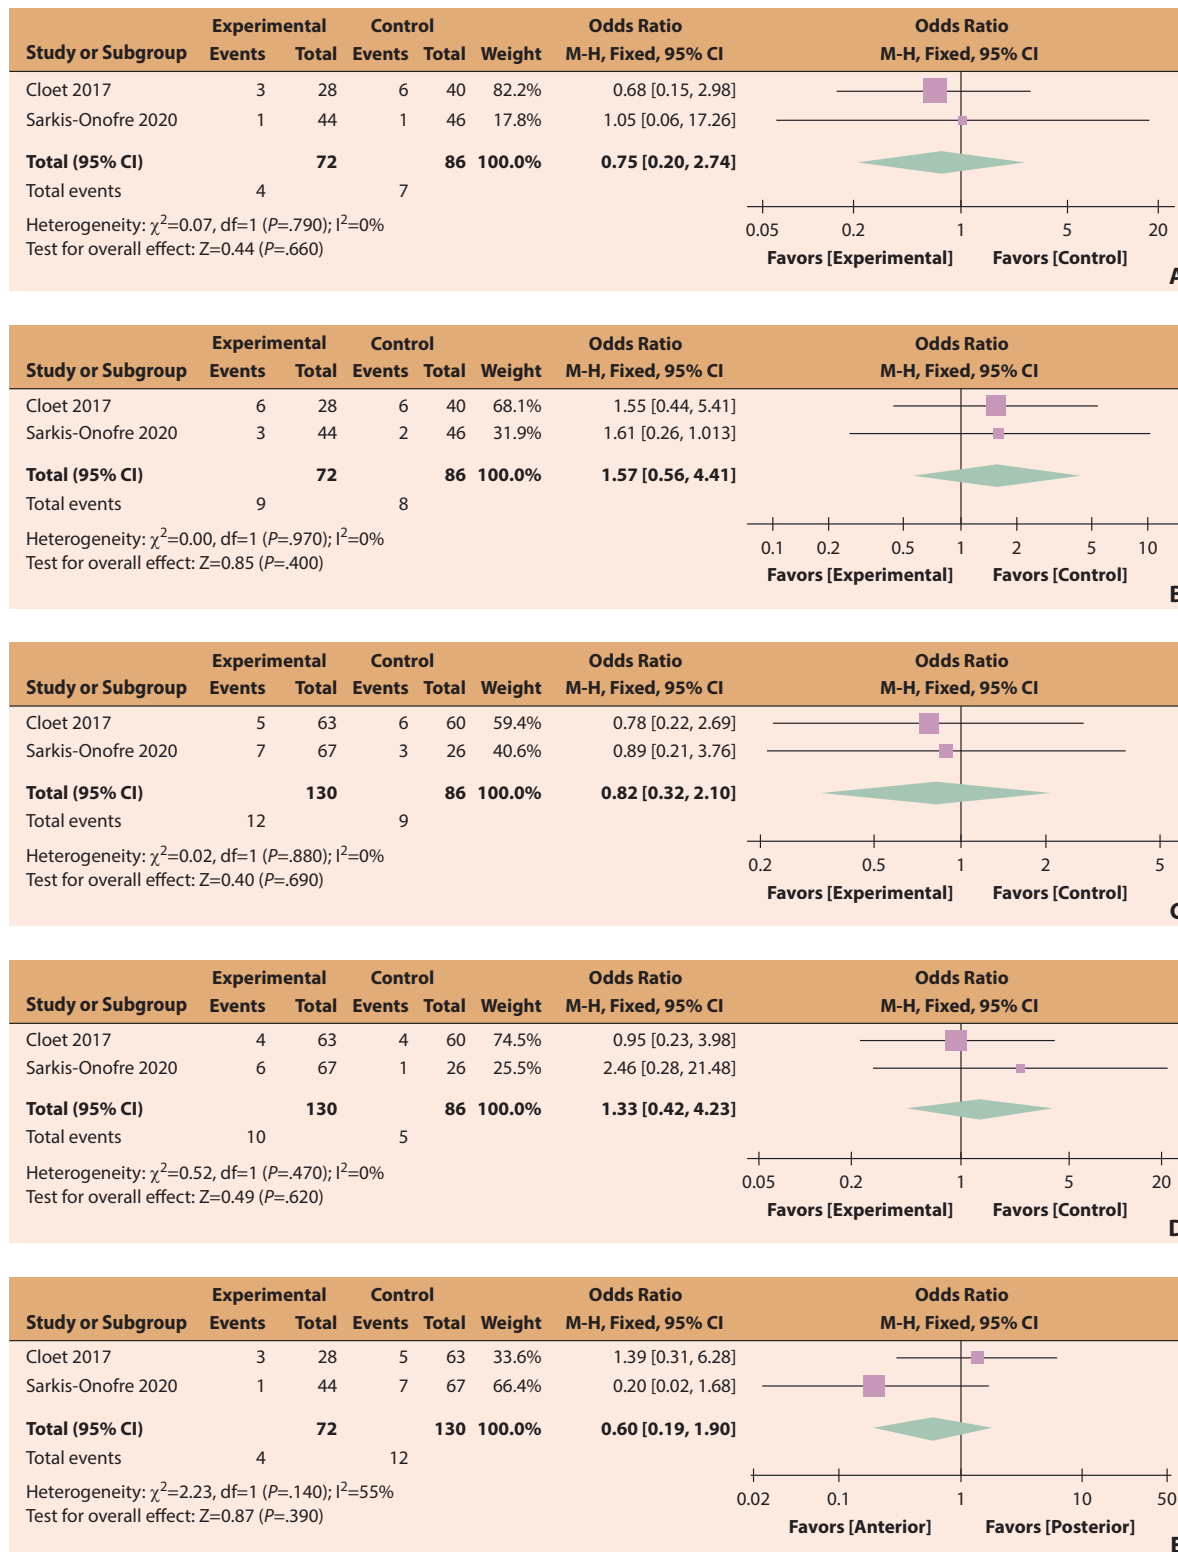 Experimental Control Odds Ratio Odds Ratio
Study or Subgroup Events Total Events Total Weight M-H, Fixed, 95% CI M-H, Fixed, 95% CI
Cloet 2017 3 28 6 40 82.2% 0.68 [0.15, 2.98]
Sarkis-Onofre 2020 1 44 1 46 17.8% 1.05 [0.06, 17.26]
Total (95% CI) 72 86 100.0% 0.75 [0.20, 2.74]
Total events 4 7
Heterogeneity: χ²=0.07, df=1 (P=.790); I²=0%
Test for overall effect: Z=0.44 (P=.660)
0.05 0.2 1 5 20
Favors [Experimental] Favors [Control]
A
Experimental Control Odds Ratio Odds Ratio
Study or Subgroup Events Total Events Total Weight M-H, Fixed, 95% CI M-H, Fixed, 95% CI
Cloet 2017 6 28 6 40 68.1% 1.55 [0.44, 5.41]
Sarkis-Onofre 2020 3 44 2 46 31.9% 1.61 [0.26, 1.013]
Total (95% CI) 72 86 100.0% 1.57 [0.56, 4.41]
Total events 9 8
Heterogeneity: χ²=0.00, df=1 (P=.970); I²=0%
Test for overall effect: Z=0.85 (P=.400)
0.1 0.2 0.5 1 2 5 10
Favors [Experimental] Favors [Control]
B
Experimental Control Odds Ratio Odds Ratio
Study or Subgroup Events Total Events Total Weight M-H, Fixed, 95% CI M-H, Fixed, 95% CI
Cloet 2017 5 63 6 60 59.4% 0.78 [0.22, 2.69]
Sarkis-Onofre 2020 7 67 3 26 40.6% 0.89 [0.21, 3.76]
Total (95% CI) 130 86 100.0% 0.82 [0.32, 2.10]
Total events 12 9
Heterogeneity: χ²=0.02, df=1 (P=.880); I²=0%
Test for overall effect: Z=0.40 (P=.690)
0.2 0.5 1 2 5
Favors [Experimental] Favors [Control]
C
Experimental Control Odds Ratio Odds Ratio
Study or Subgroup Events Total Events Total Weight M-H, Fixed, 95% CI M-H, Fixed, 95% CI
Cloet 2017 4 63 4 60 74.5% 0.95 [0.23, 3.98]
Sarkis-Onofre 2020 6 67 1 26 25.5% 2.46 [0.28, 21.48]
Total (95% CI) 130 86 100.0% 1.33 [0.42, 4.23]
Total events 10 5
Heterogeneity: χ²=0.52, df=1 (P=.470); I²=0%
Test for overall effect: Z=0.49 (P=.620)
0.05 0.2 1 5 20
Favors [Experimental] Favors [Control]
D
Experimental Control Odds Ratio Odds Ratio
Study or Subgroup Events Total Events Total Weight M-H, Fixed, 95% CI M-H, Fixed, 95% CI
Cloet 2017 3 28 5 63 33.6% 1.39 [0.31, 6.28]
Sarkis-Onofre 2020 1 44 7 67 66.4% 0.20 [0.02, 1.68]
Total (95% CI) 72 130 100.0% 0.60 [0.19, 1.90]
Total events 4 12
Heterogeneity: χ²=2.23, df=1 (P=.140); I²=55%
Test for overall effect: Z=0.87 (P=.390)
0.02 0.1 1 10 50
Favors [Anterior] Favors [Posterior]
E